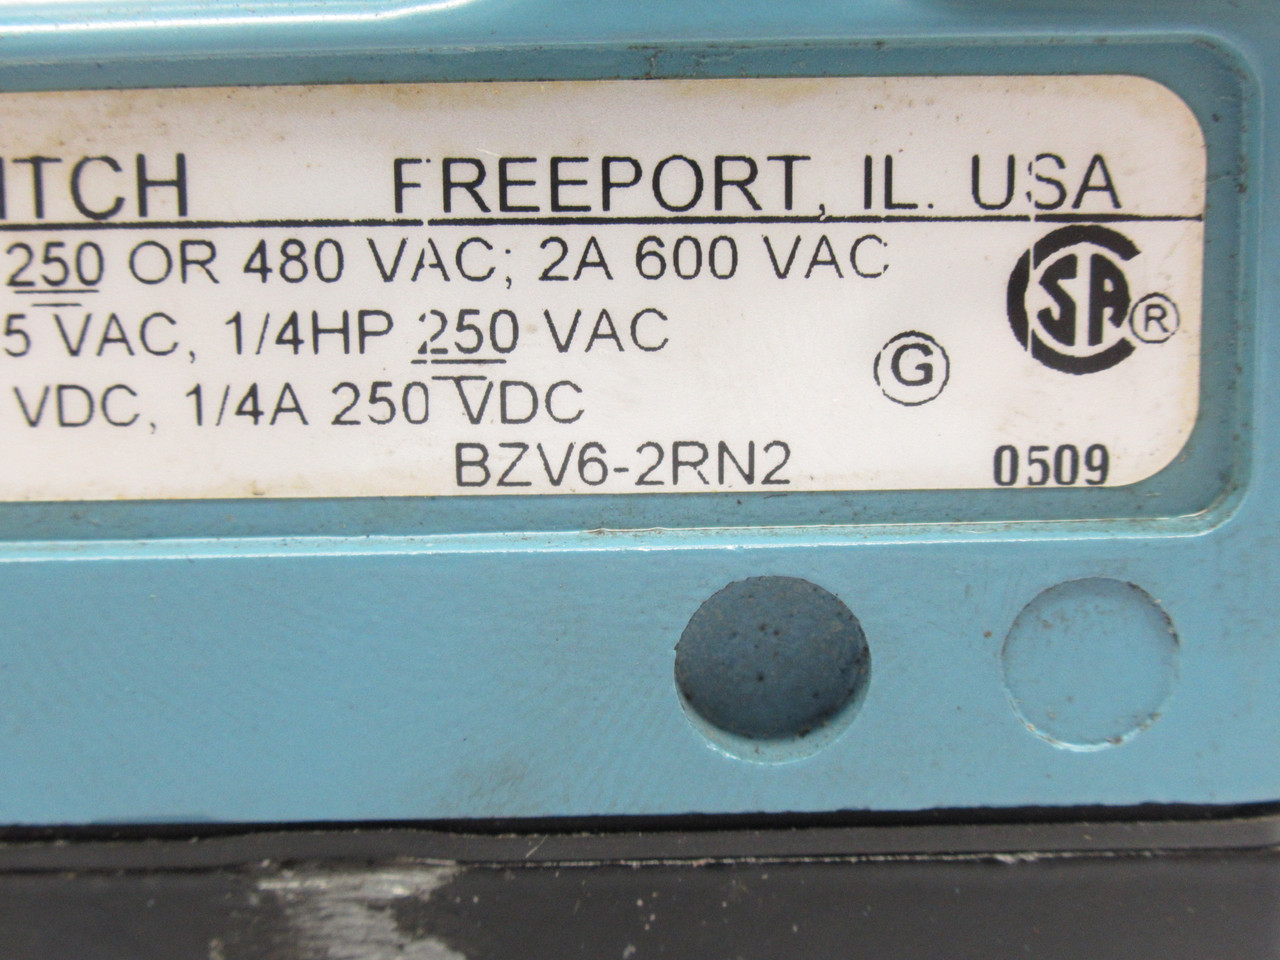 ITCH FREEPORT, IL. USA
250 OR 480 VAC; 2A 600 VAC
5 VAC, 1/4HP 250 VAC
VDC, 1/4A 250 VDC
BZV6-2RN2 0509
G
SA ®